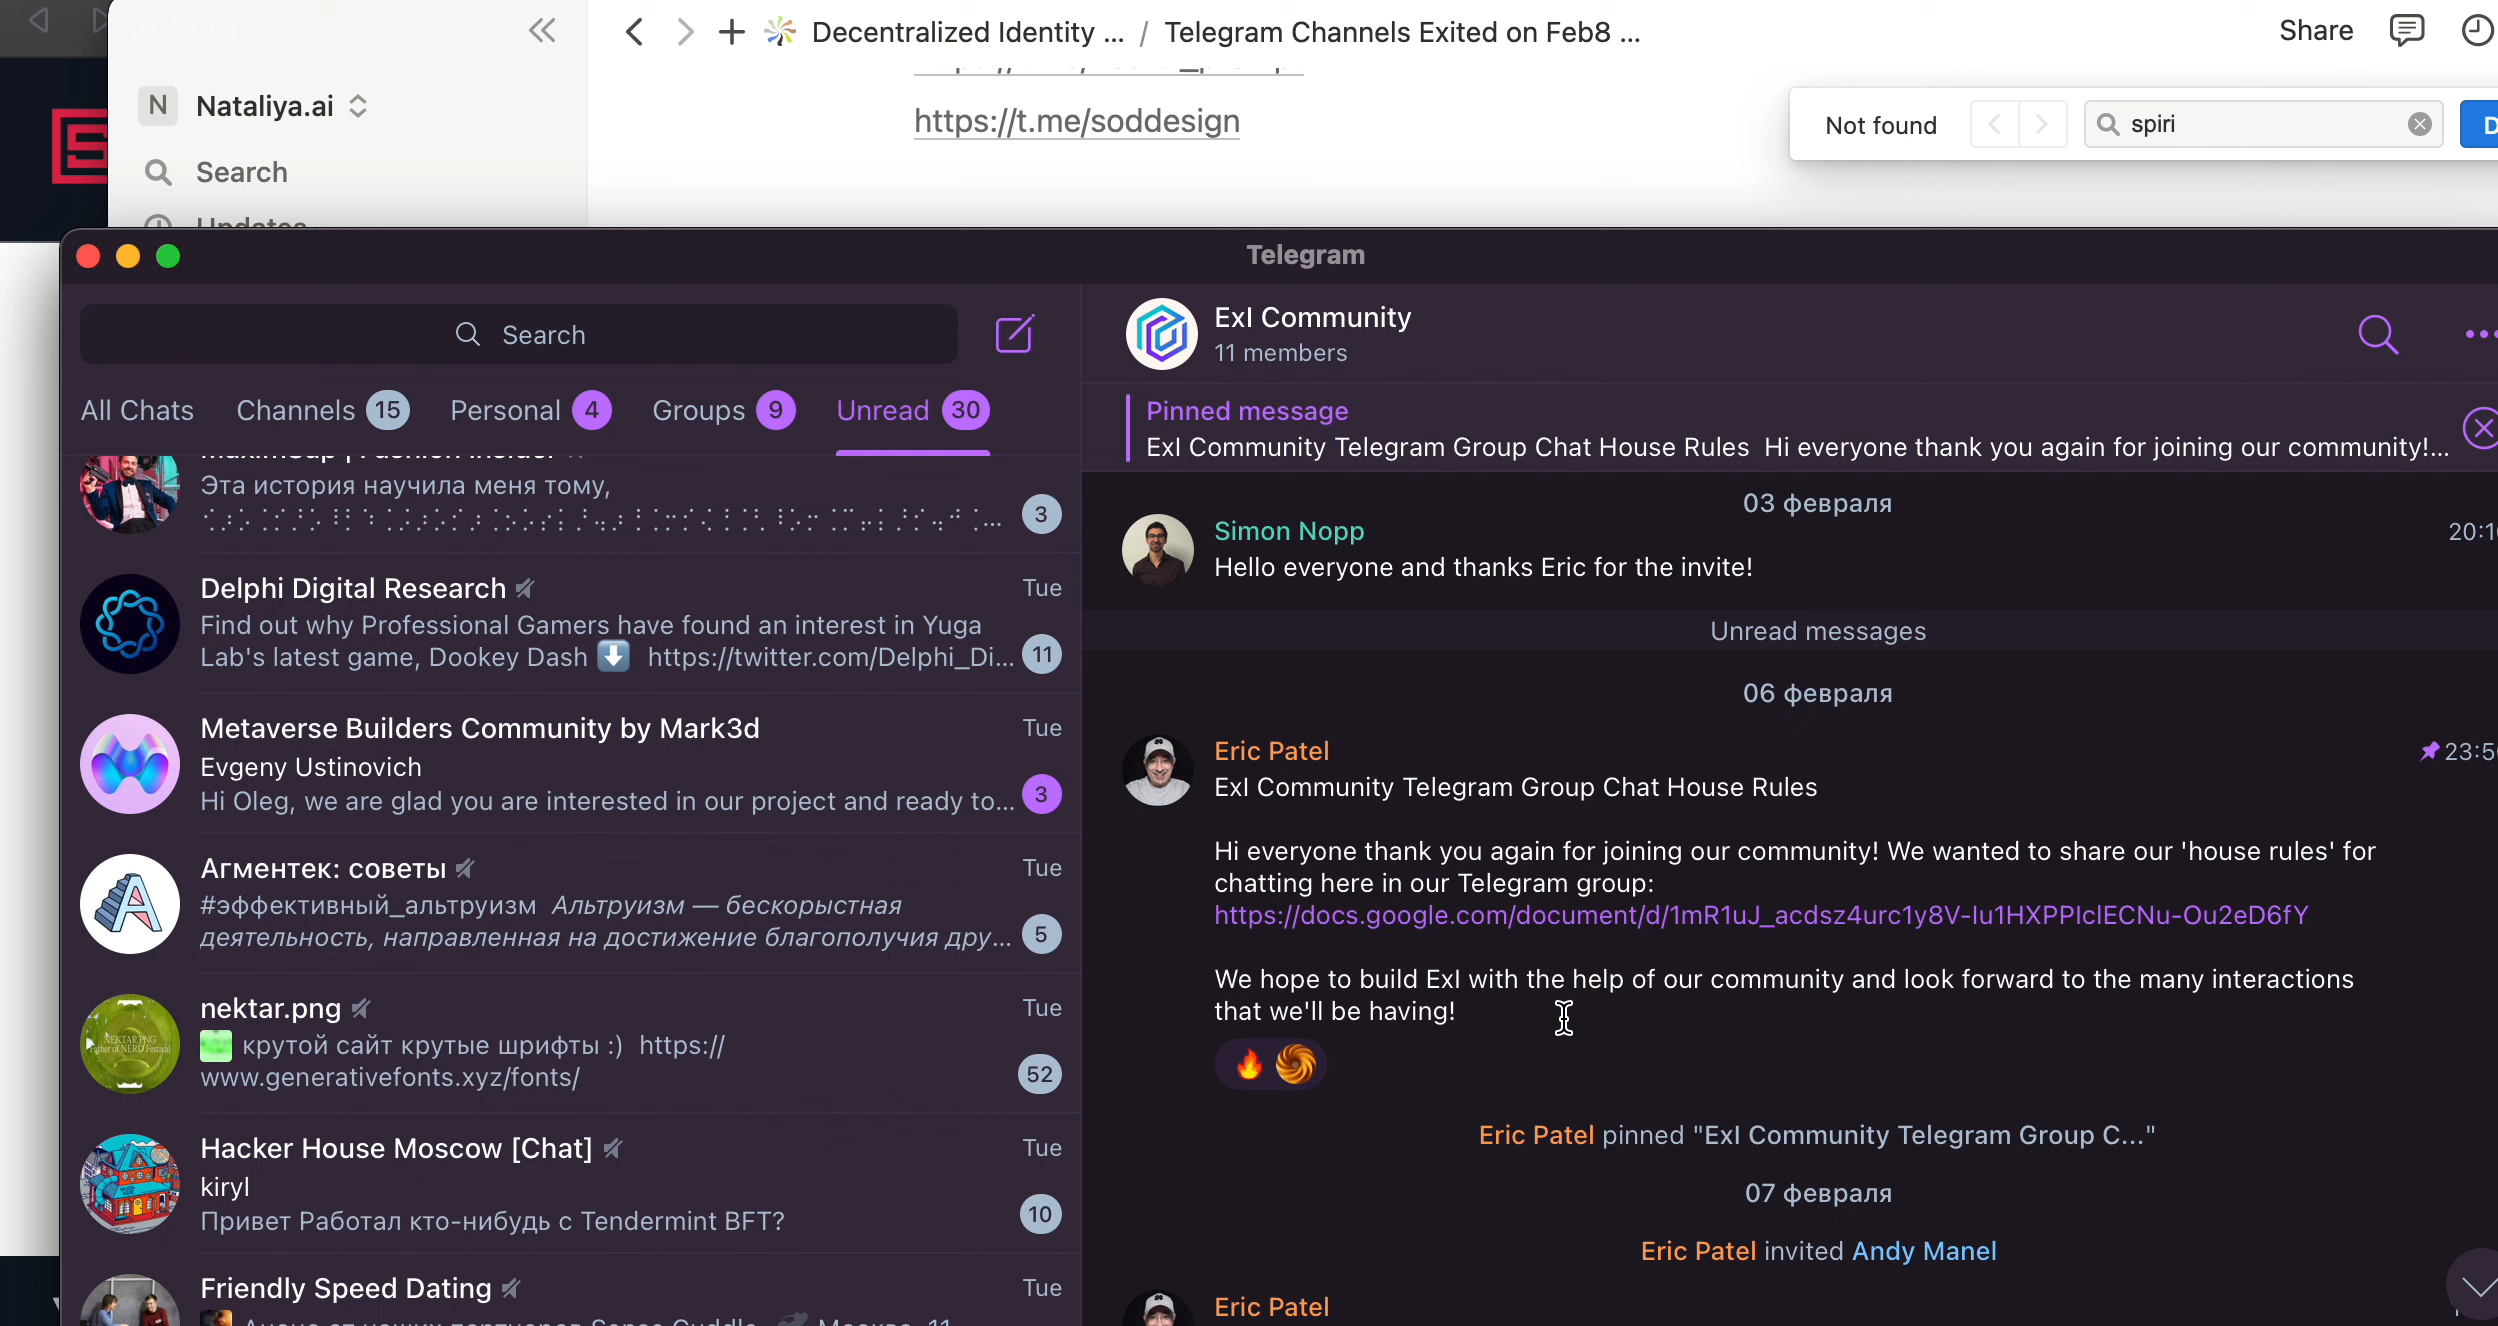 Decentralized Identity ... / Telegram Channels Exited on Feb8 ...
Share
N Nataliya.ai
Search
Updates
https://t.me/soddesign
Not found
spiri
Telegram
Search
All Chats
Channels 15
Personal 4
Groups 9
Unread 30
Эта история научила меня тому,
3
Delphi Digital Research
Tue
Find out why Professional Gamers have found an interest in Yuga
Lab's latest game, Dookey Dash ⬇️ https://twitter.com/Delphi_Di...
11
Metaverse Builders Community by Mark3d
Tue
Evgeny Ustinovich
Hi Oleg, we are glad you are interested in our project and ready to...
3
Агментек: советы
Tue
#эффективный_альтруизм Альтруизм — бескорыстная
деятельность, направленная на достижение благополучия дру...
5
nektar.png
Tue
крутой сайт крутые шрифты :) https://
www.generativefonts.xyz/fonts/
52
Hacker House Moscow [Chat]
Tue
kiryl
Привет Работал кто-нибудь с Tendermint BFT?
10
Friendly Speed Dating
Tue
ExI Community
11 members
Pinned message
ExI Community Telegram Group Chat House Rules Hi everyone thank you again for joining our community!...
03 февраля
Simon Nopp
Hello everyone and thanks Eric for the invite!
Unread messages
06 февраля
Eric Patel
ExI Community Telegram Group Chat House Rules
Hi everyone thank you again for joining our community! We wanted to share our 'house rules' for
chatting here in our Telegram group:
https://docs.google.com/document/d/1mR1uJ_acdsz4urc1y8V-Iu1HXPPIclECNu-Ou2eD6fY
We hope to build ExI with the help of our community and look forward to the many interactions
that we'll be having!
Eric Patel pinned "ExI Community Telegram Group C..."
07 февраля
Eric Patel invited Andy Manel
Eric Patel